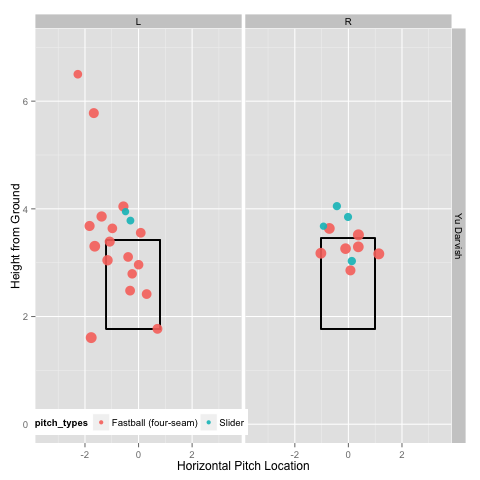 L R
Height from Ground
6
4
2
0
Yu Darvish
pitch_types Fastball (four-seam) Slider
-2 0 2 -2 0 2
Horizontal Pitch Location